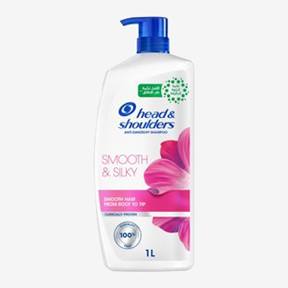 head &
shoulders
ANTI-DANDRUFF SHAMPOO
SMOOTH
& SILKY
SMOOTH HAIR
FROM ROOT TO TIP
CLINICALLY PROVEN
100%
1L